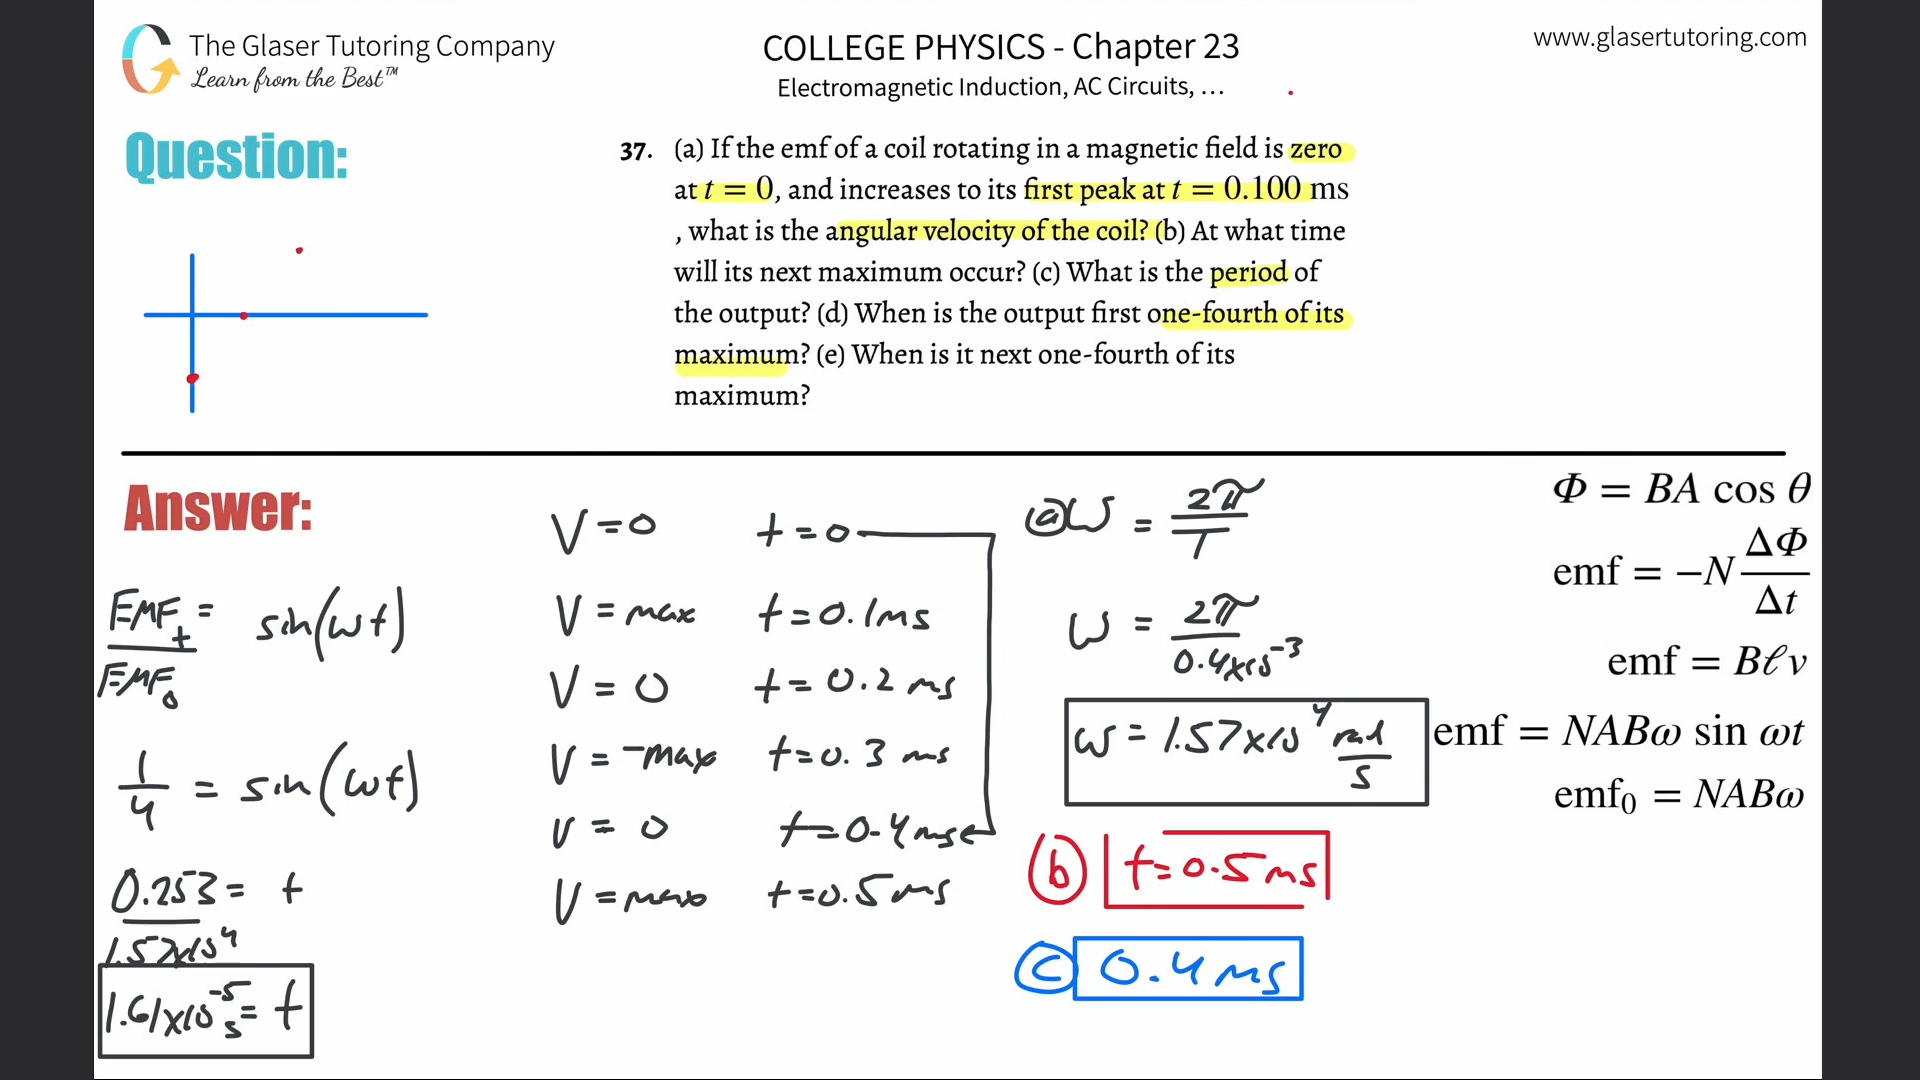 The Glaser Tutoring Company
Learn from the Best™
COLLEGE PHYSICS - Chapter 23
Electromagnetic Induction, AC Circuits, ...
www.glasertutoring.com
Question:
37. (a) If the emf of a coil rotating in a magnetic field is zero
at t = 0, and increases to its first peak at t = 0.100 ms
, what is the angular velocity of the coil? (b) At what time
will its next maximum occur? (c) What is the period of
the output? (d) When is the output first one-fourth of its
maximum? (e) When is it next one-fourth of its
maximum?
Answer:
EMF_t / EMF_0 = sin(ωt)
1/4 = sin(ωt)
0.253 / 1.57x10^4 = t
1.61x10^-5 s = t
V=0 t=0
V=max t=0.1ms
V=0 t=0.2 ms
V=-max t=0.3 ms
V=0 t=0.4ms
V=max t=0.5ms
(a) ω = 2π/T
ω = 2π / 0.4x10^-3
ω = 1.57x10^4 rad/s
(b) t=0.5ms
(c) 0.4ms
Φ = BA cos θ
emf = −N ΔΦ/Δt
emf = Bℓv
emf = NABω sin ωt
emf₀ = NABω